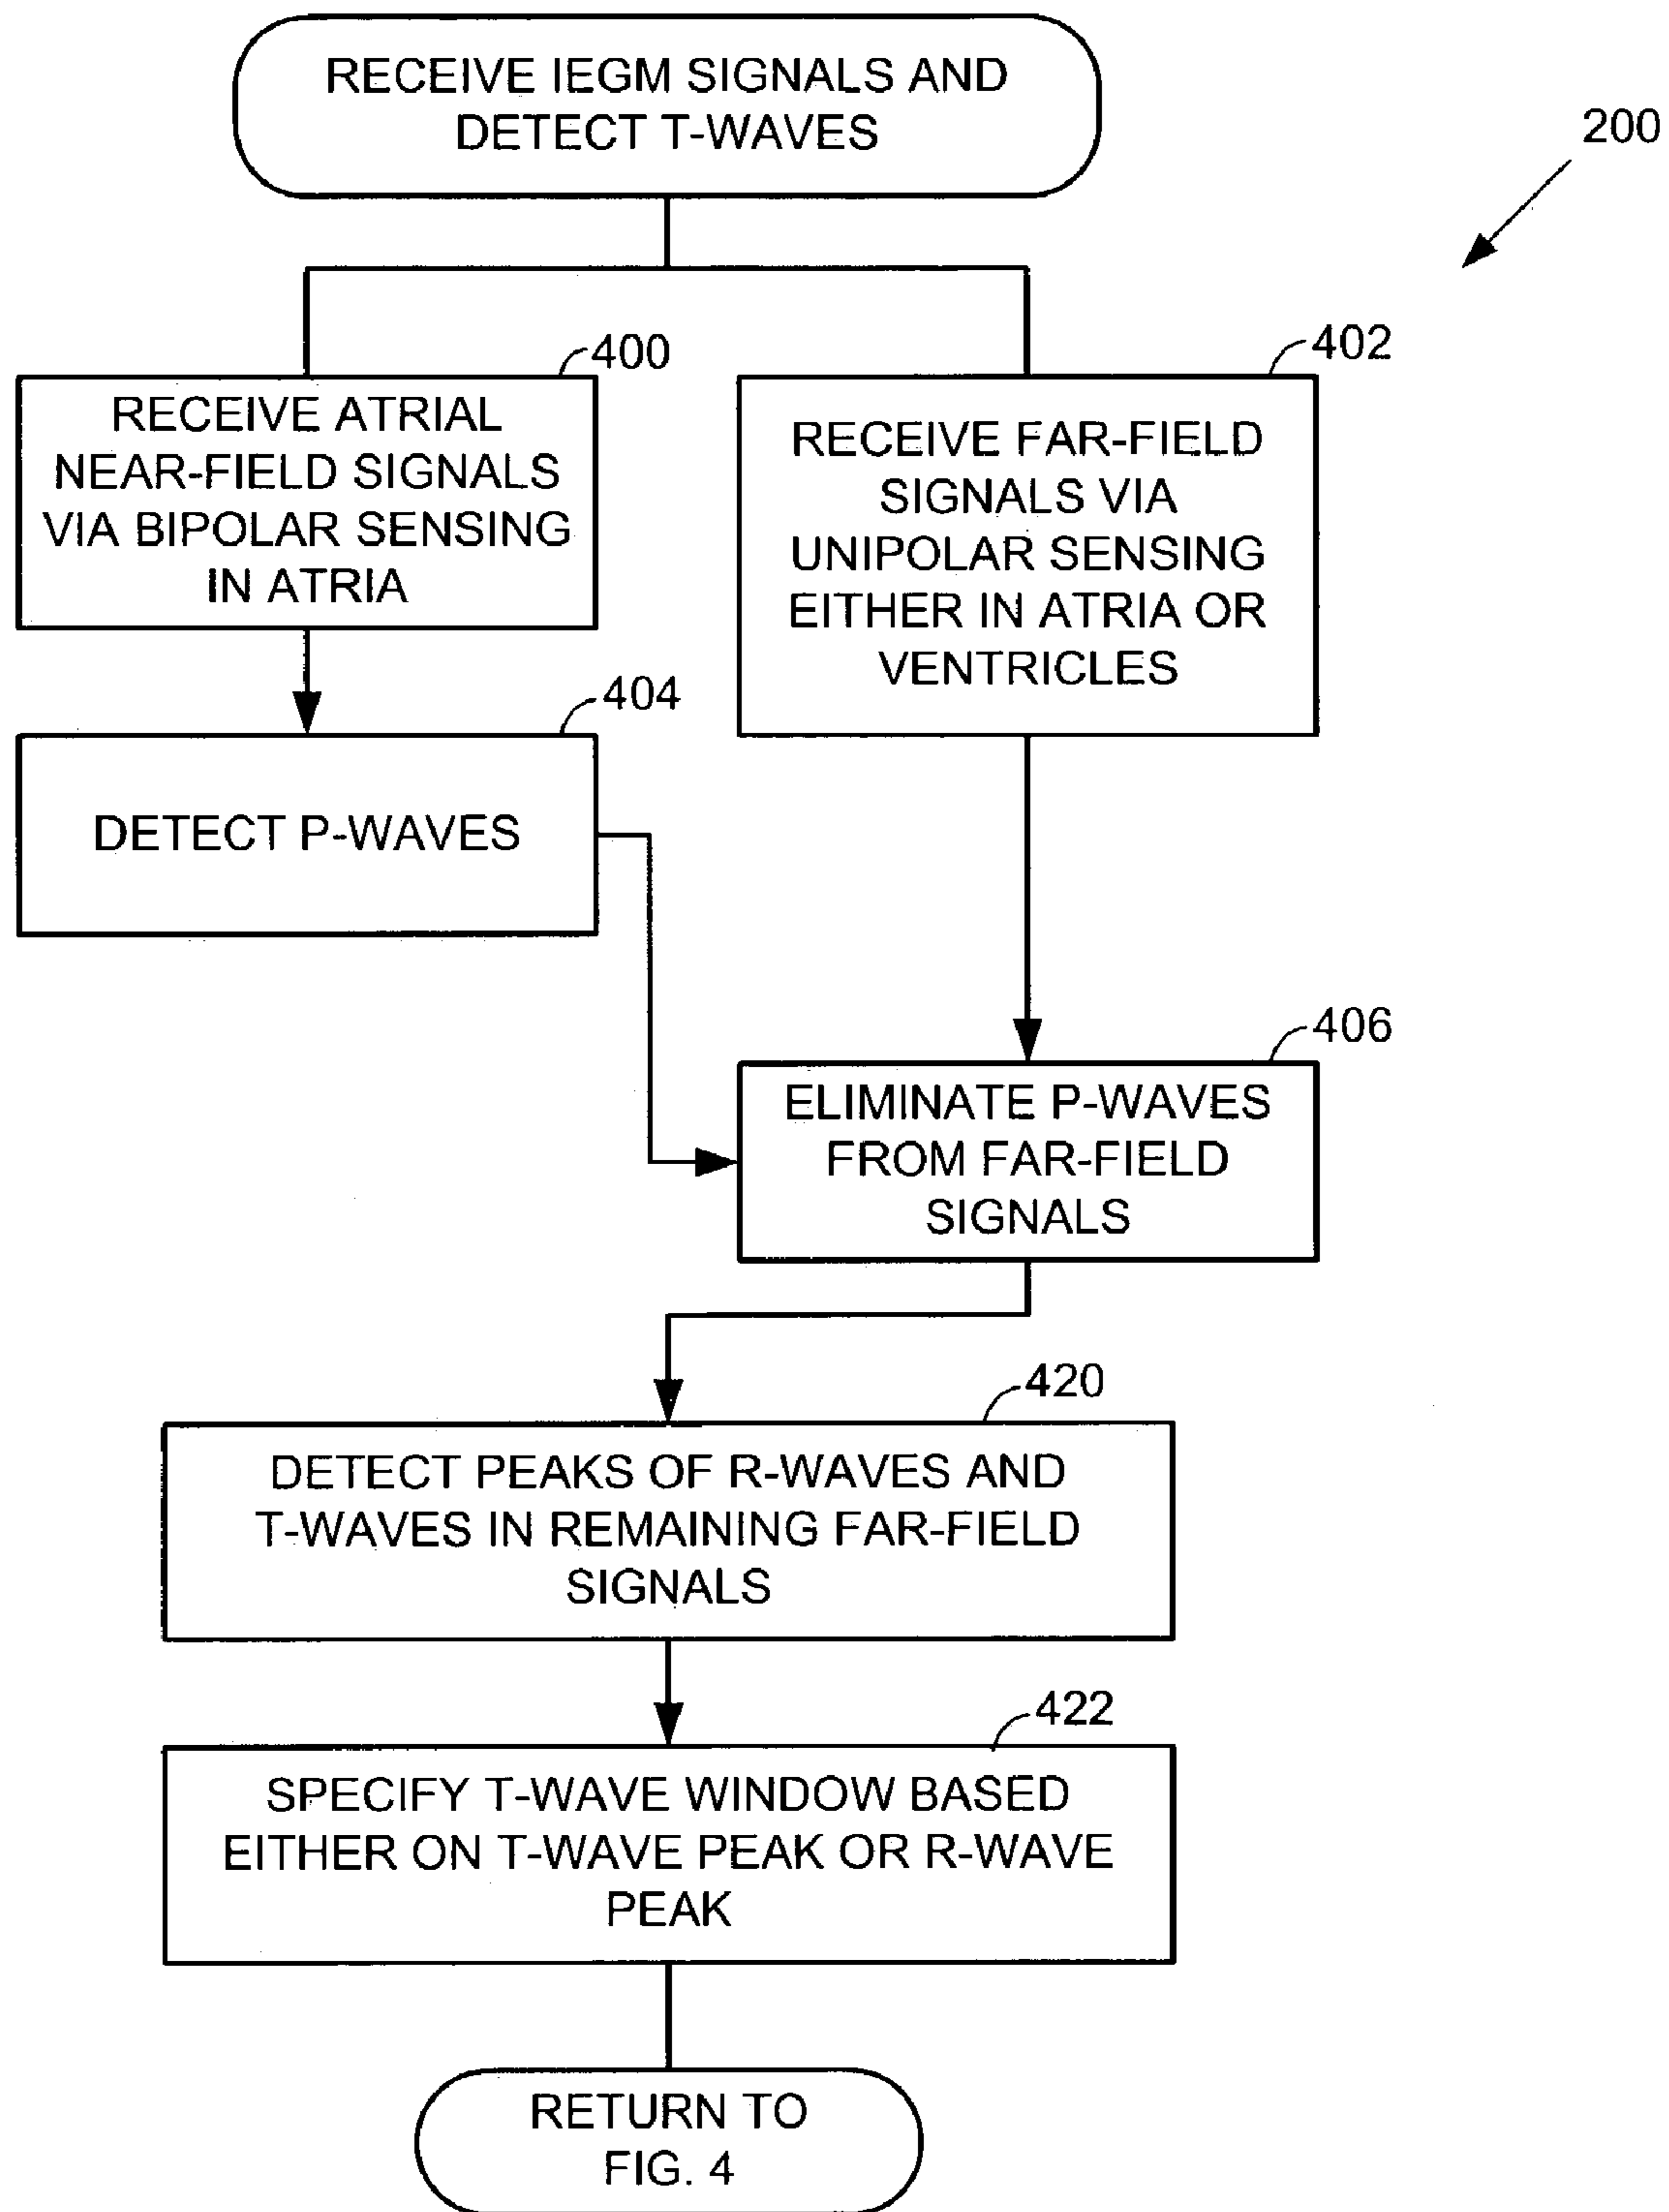 RECEIVE IEGM SIGNALS AND
DETECT T-WAVES
200
400
RECEIVE ATRIAL
NEAR-FIELD SIGNALS
VIA BIPOLAR SENSING
IN ATRIA
402
RECEIVE FAR-FIELD
SIGNALS VIA
UNIPOLAR SENSING
EITHER IN ATRIA OR
VENTRICLES
404
DETECT P-WAVES
406
ELIMINATE P-WAVES
FROM FAR-FIELD
SIGNALS
420
DETECT PEAKS OF R-WAVES AND
T-WAVES IN REMAINING FAR-FIELD
SIGNALS
422
SPECIFY T-WAVE WINDOW BASED
EITHER ON T-WAVE PEAK OR R-WAVE
PEAK
RETURN TO
FIG. 4